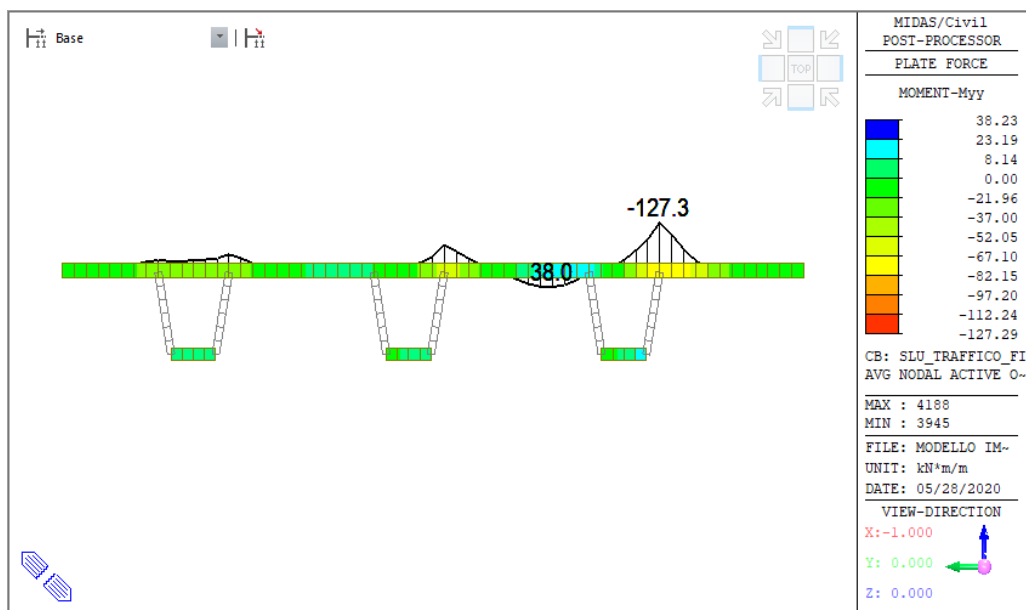 Base
TOP
-127.3
38.0
MIDAS/Civil
POST-PROCESSOR
PLATE FORCE
MOMENT-Myy
38.23
23.19
8.14
0.00
-21.96
-37.00
-52.05
-67.10
-82.15
-97.20
-112.24
-127.29
CB: SLU_TRAFFICO_FI
AVG NODAL ACTIVE O~
MAX : 4188
MIN : 3945
FILE: MODELLO IM~
UNIT: kN*m/m
DATE: 05/28/2020
VIEW-DIRECTION
X:-1.000
Y: 0.000
Z: 0.000